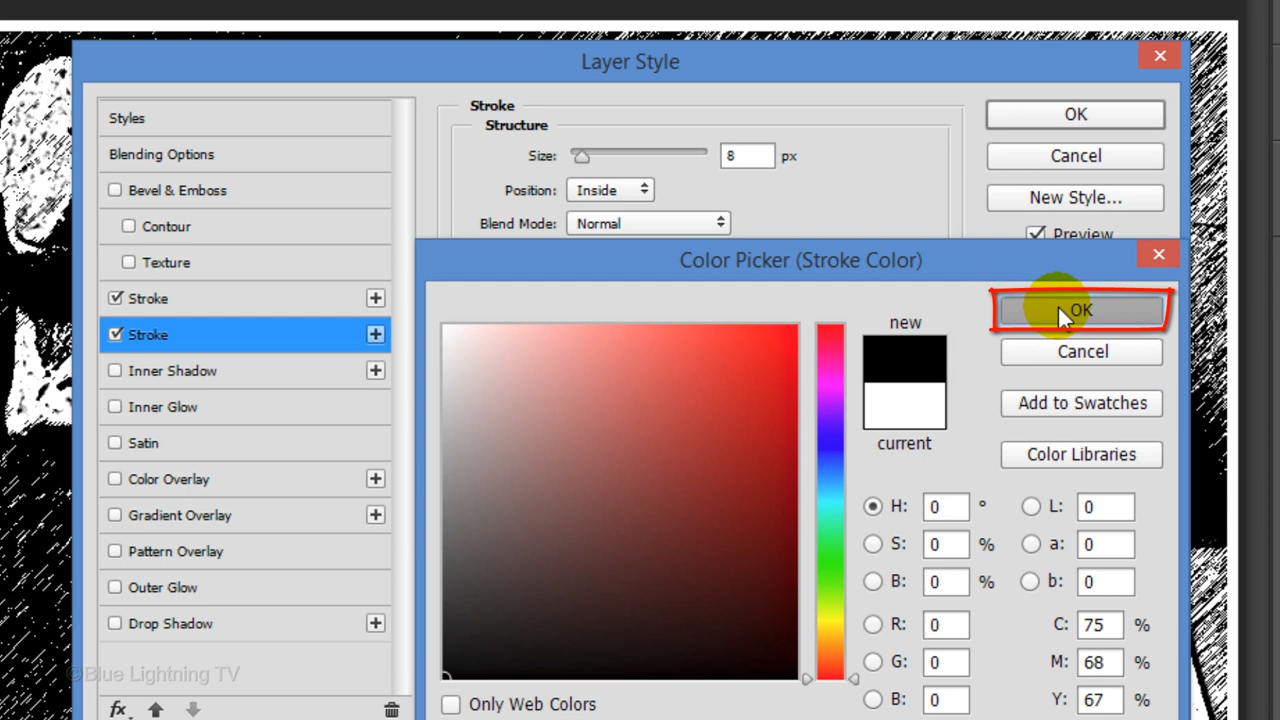 Layer Style
Styles
Blending Options
Bevel & Emboss
Contour
Texture
Stroke
Stroke
Inner Shadow
Inner Glow
Satin
Color Overlay
Gradient Overlay
Pattern Overlay
Outer Glow
Drop Shadow
©Blue Lightning TV
fx
Stroke
Structure
Size: 8 px
Position: Inside
Blend Mode: Normal
OK
Cancel
New Style...
Preview
Color Picker (Stroke Color)
new
current
OK
Cancel
Add to Swatches
Color Libraries
H: 0 °
S: 0 %
B: 0 %
R: 0
G: 0
B: 0
L: 0
a: 0
b: 0
C: 75 %
M: 68 %
Y: 67 %
Only Web Colors